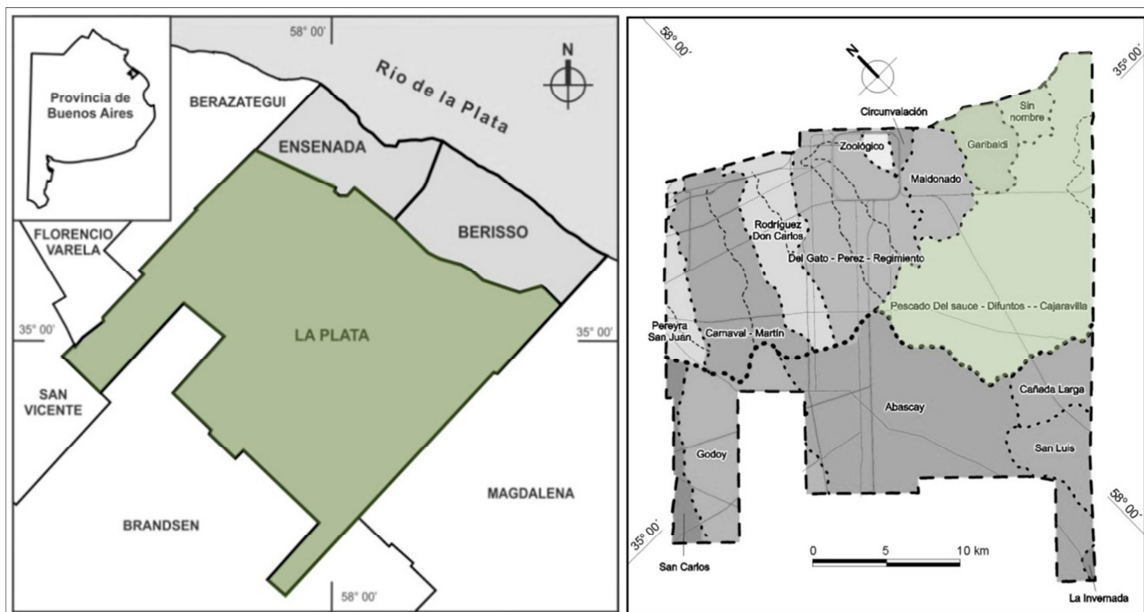 58° 00´
N
Río de la Plata
Provincia de
Buenos Aires
BERAZATEGUI
ENSENADA
FLORENCIO
VARELA
BERISSO
35° 00´
LA PLATA
35° 00´
SAN
VICENTE
MAGDALENA
BRANDSEN
58° 00´
58° 00´
35° 00´
N
Circunvalación
Sin
nombre
Zoológico
Garibaldi
Maldonado
Rodríguez
Don Carlos
Del Gato - Perez - Regimiento
Pescado Del sauce - Difuntos - - Cajaravilla
Pereyra
San Juán
Carnaval - Martín
Cañada Larga
Abascay
San Luis
Godoy
58° 00´
35° 00´
0 5 10 km
San Carlos
La Invernada